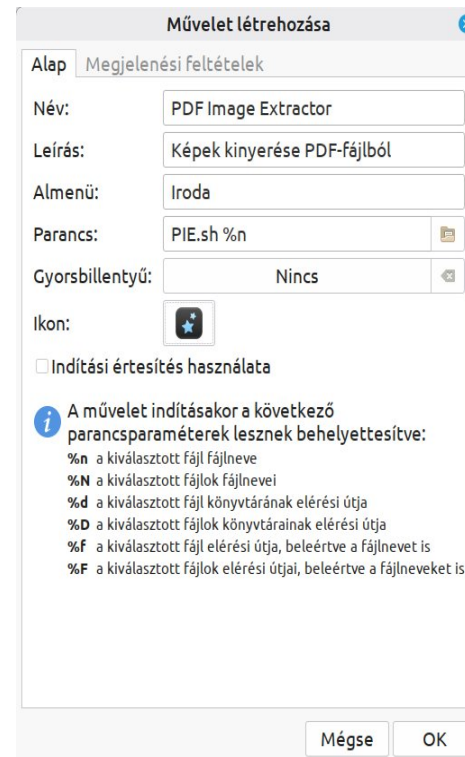 Művelet létrehozása
Alap Megjelenési feltételek
Név: PDF Image Extractor
Leírás: Képek kinyerése PDF-fájlból
Almenü: Iroda
Parancs: PIE.sh %n
Gyorsbillentyű: Nincs
Ikon:
Indítási értesítés használata
A művelet indításakor a következő
parancsparaméterek lesznek behelyettesítve:
%n a kiválasztott fájl fájlneve
%N a kiválasztott fájlok fájlnevei
%d a kiválasztott fájl könyvtárának elérési útja
%D a kiválasztott fájlok könyvtárainak elérési útja
%f a kiválasztott fájl elérési útja, beleértve a fájlnevet is
%F a kiválasztott fájlok elérési útjai, beleértve a fájlneveket is
Mégse OK